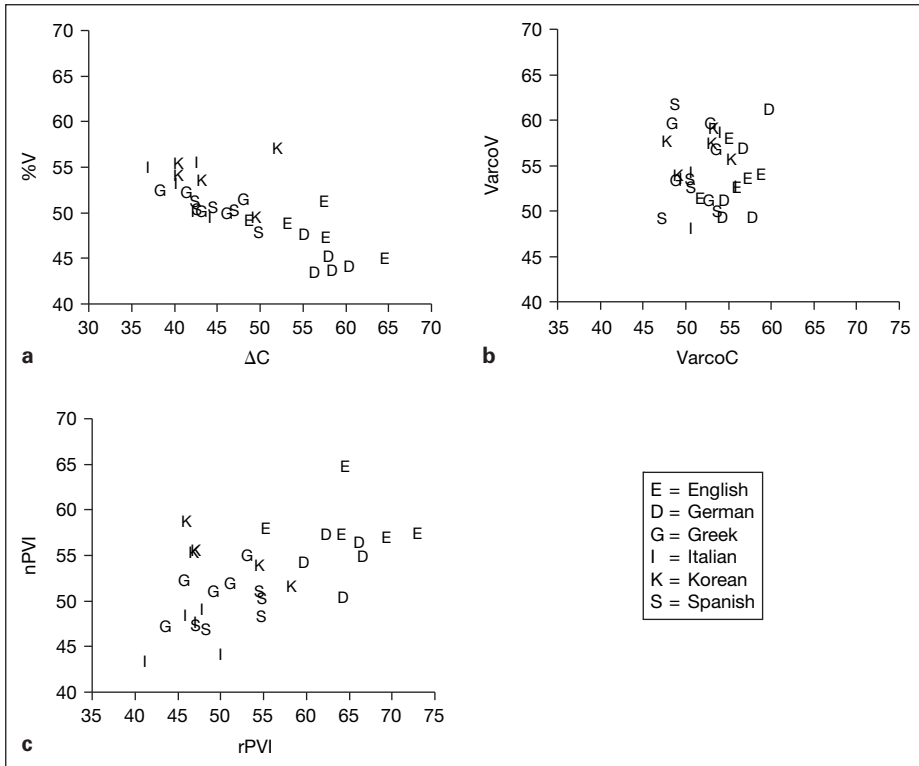 70
65
60
55
50
45
40
%V
30 35 40 45 50 55 60 65 70
ΔC
a
I K K I K K I K G G S S I G S I G S G S K S E K E E E D D D D D E
70
65
60
55
50
45
40
VarcoV
35 40 45 50 55 60 65 70 75
VarcoC
b
S G K G K I K G E K D D E E E K G I S S E G D S D D S I
70
65
60
55
50
45
40
nPVI
35 40 45 50 55 60 65 70 75
rPVI
c
E K E K K G K G G G S S S K D D E D D E E D G I I S S I I
E = English
D = German
G = Greek
I = Italian
K = Korean
S = Spanish